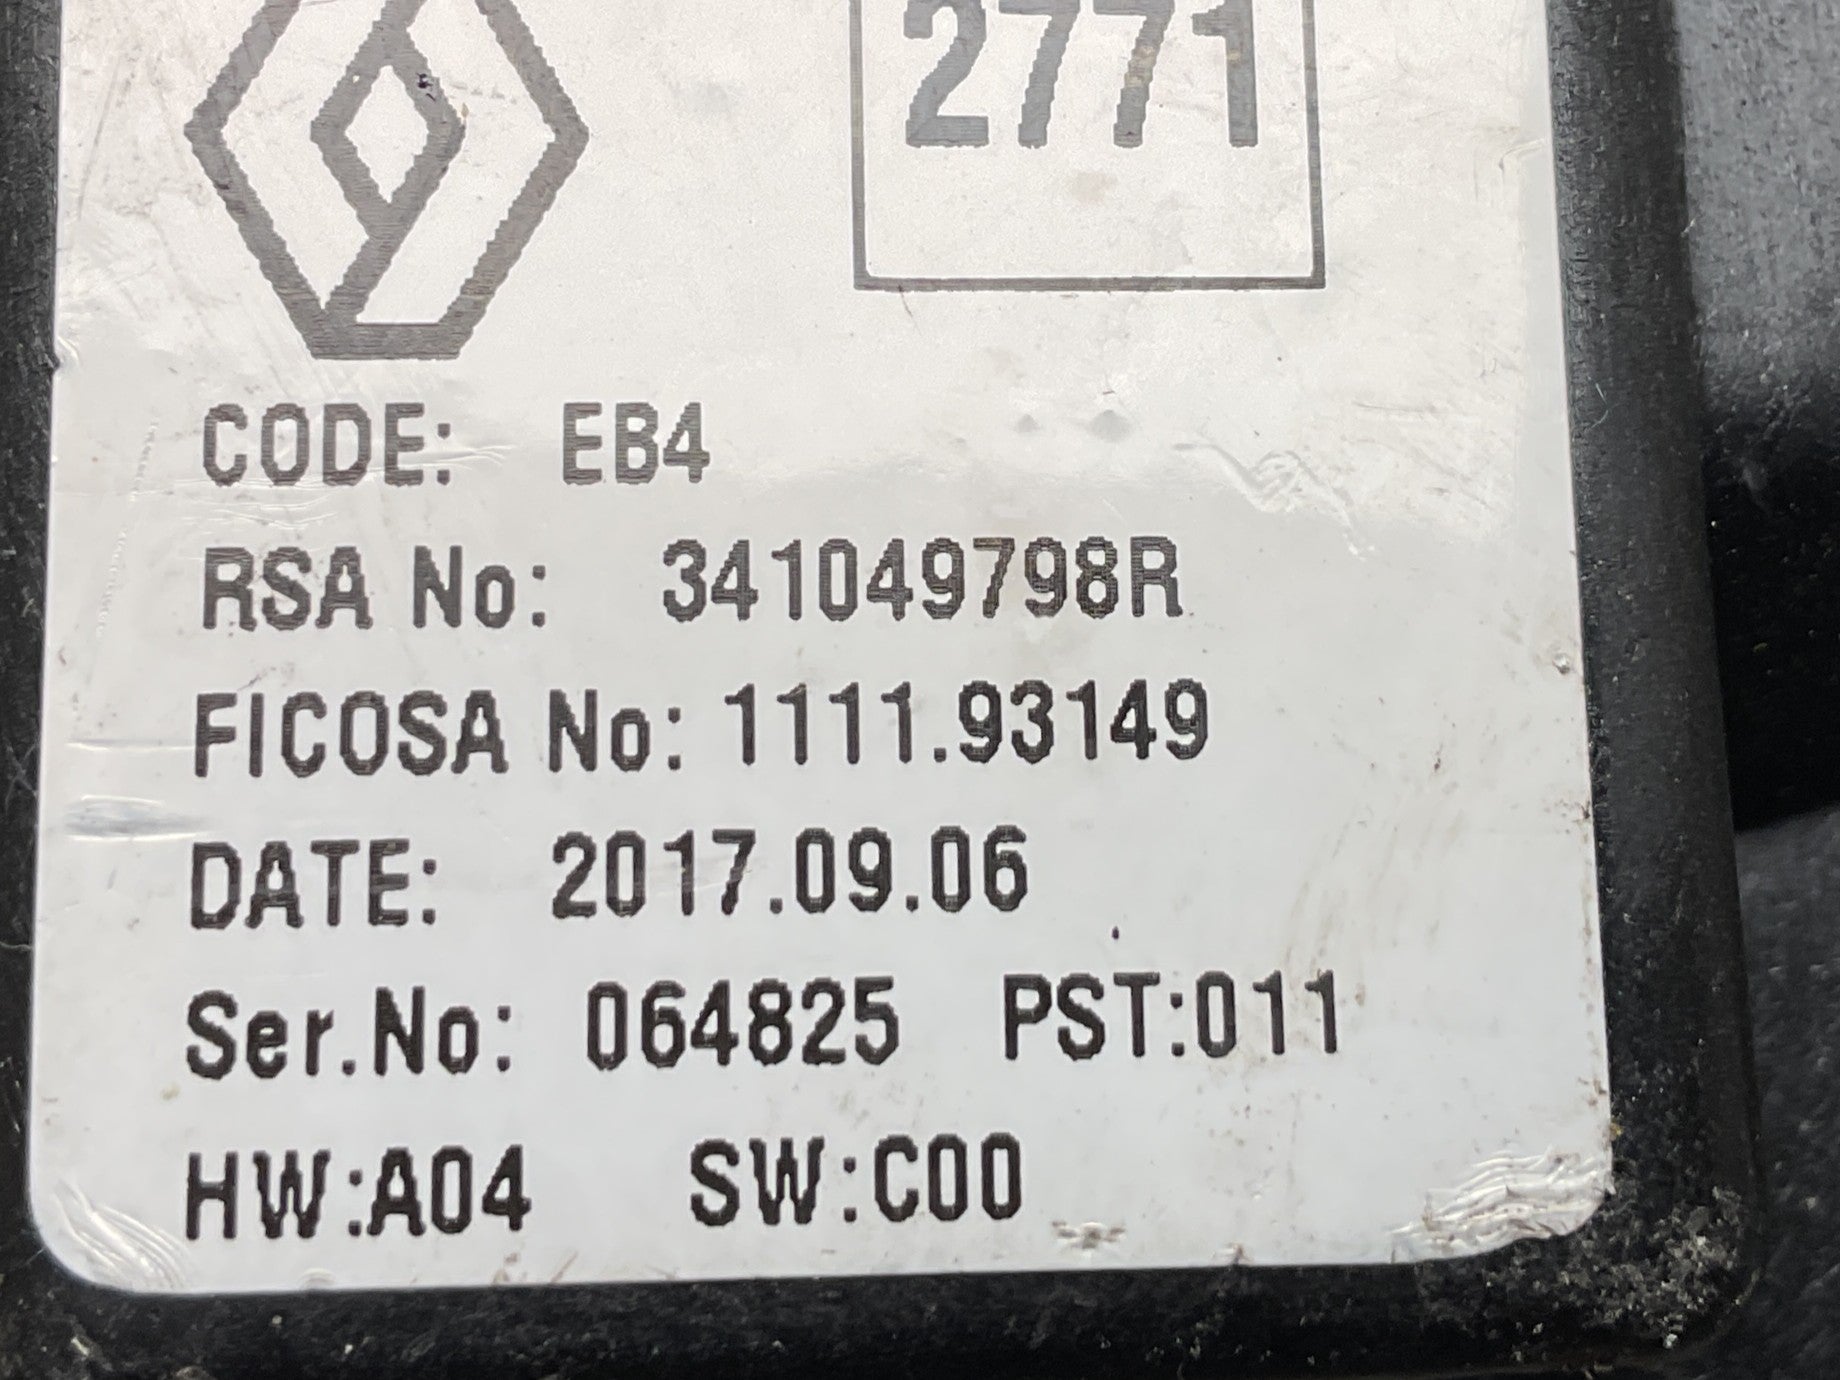 2771
CODE: EB4
RSA No: 341049798R
FICOSA No: 1111.93149
DATE: 2017.09.06
Ser.No: 064825 PST:011
HW:A04 SW:C00